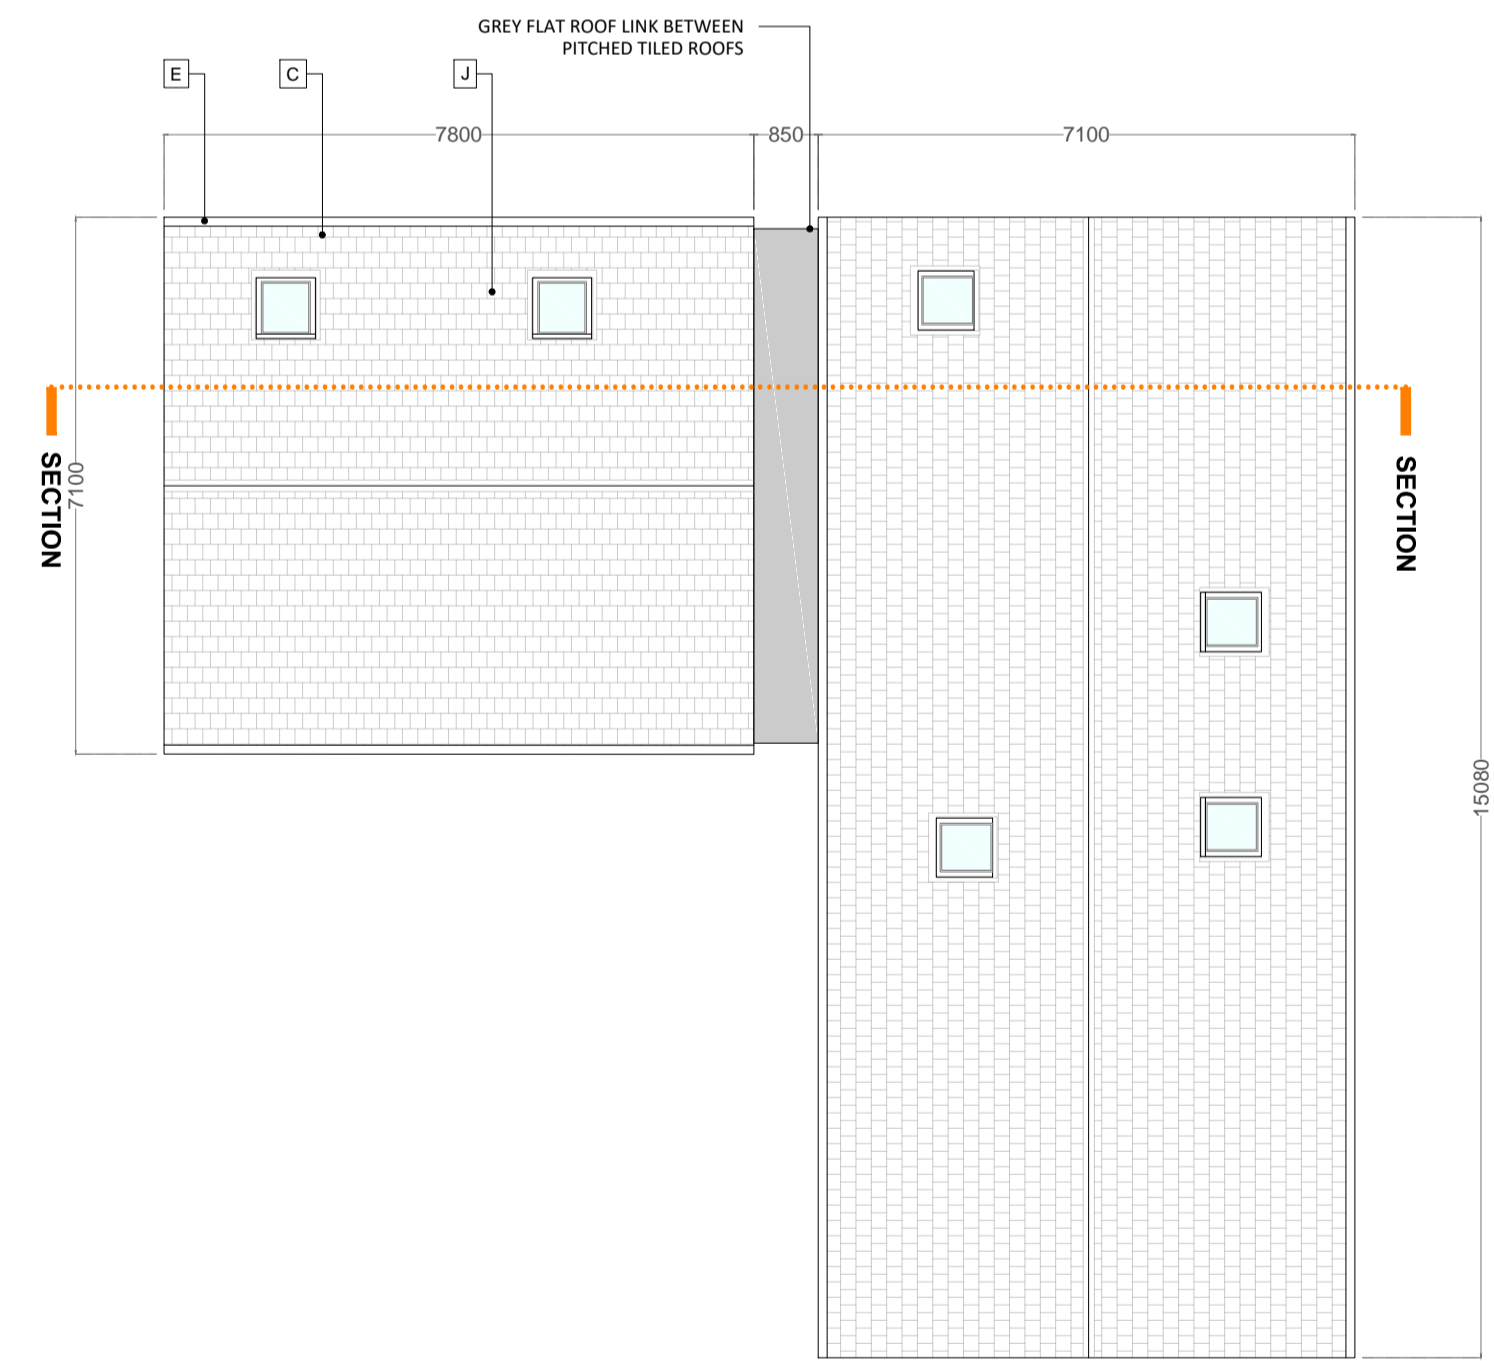 GREY FLAT ROOF LINK BETWEEN
PITCHED TILED ROOFS
E
C
J
7800
850
7100
SECTION
7100
SECTION
15080